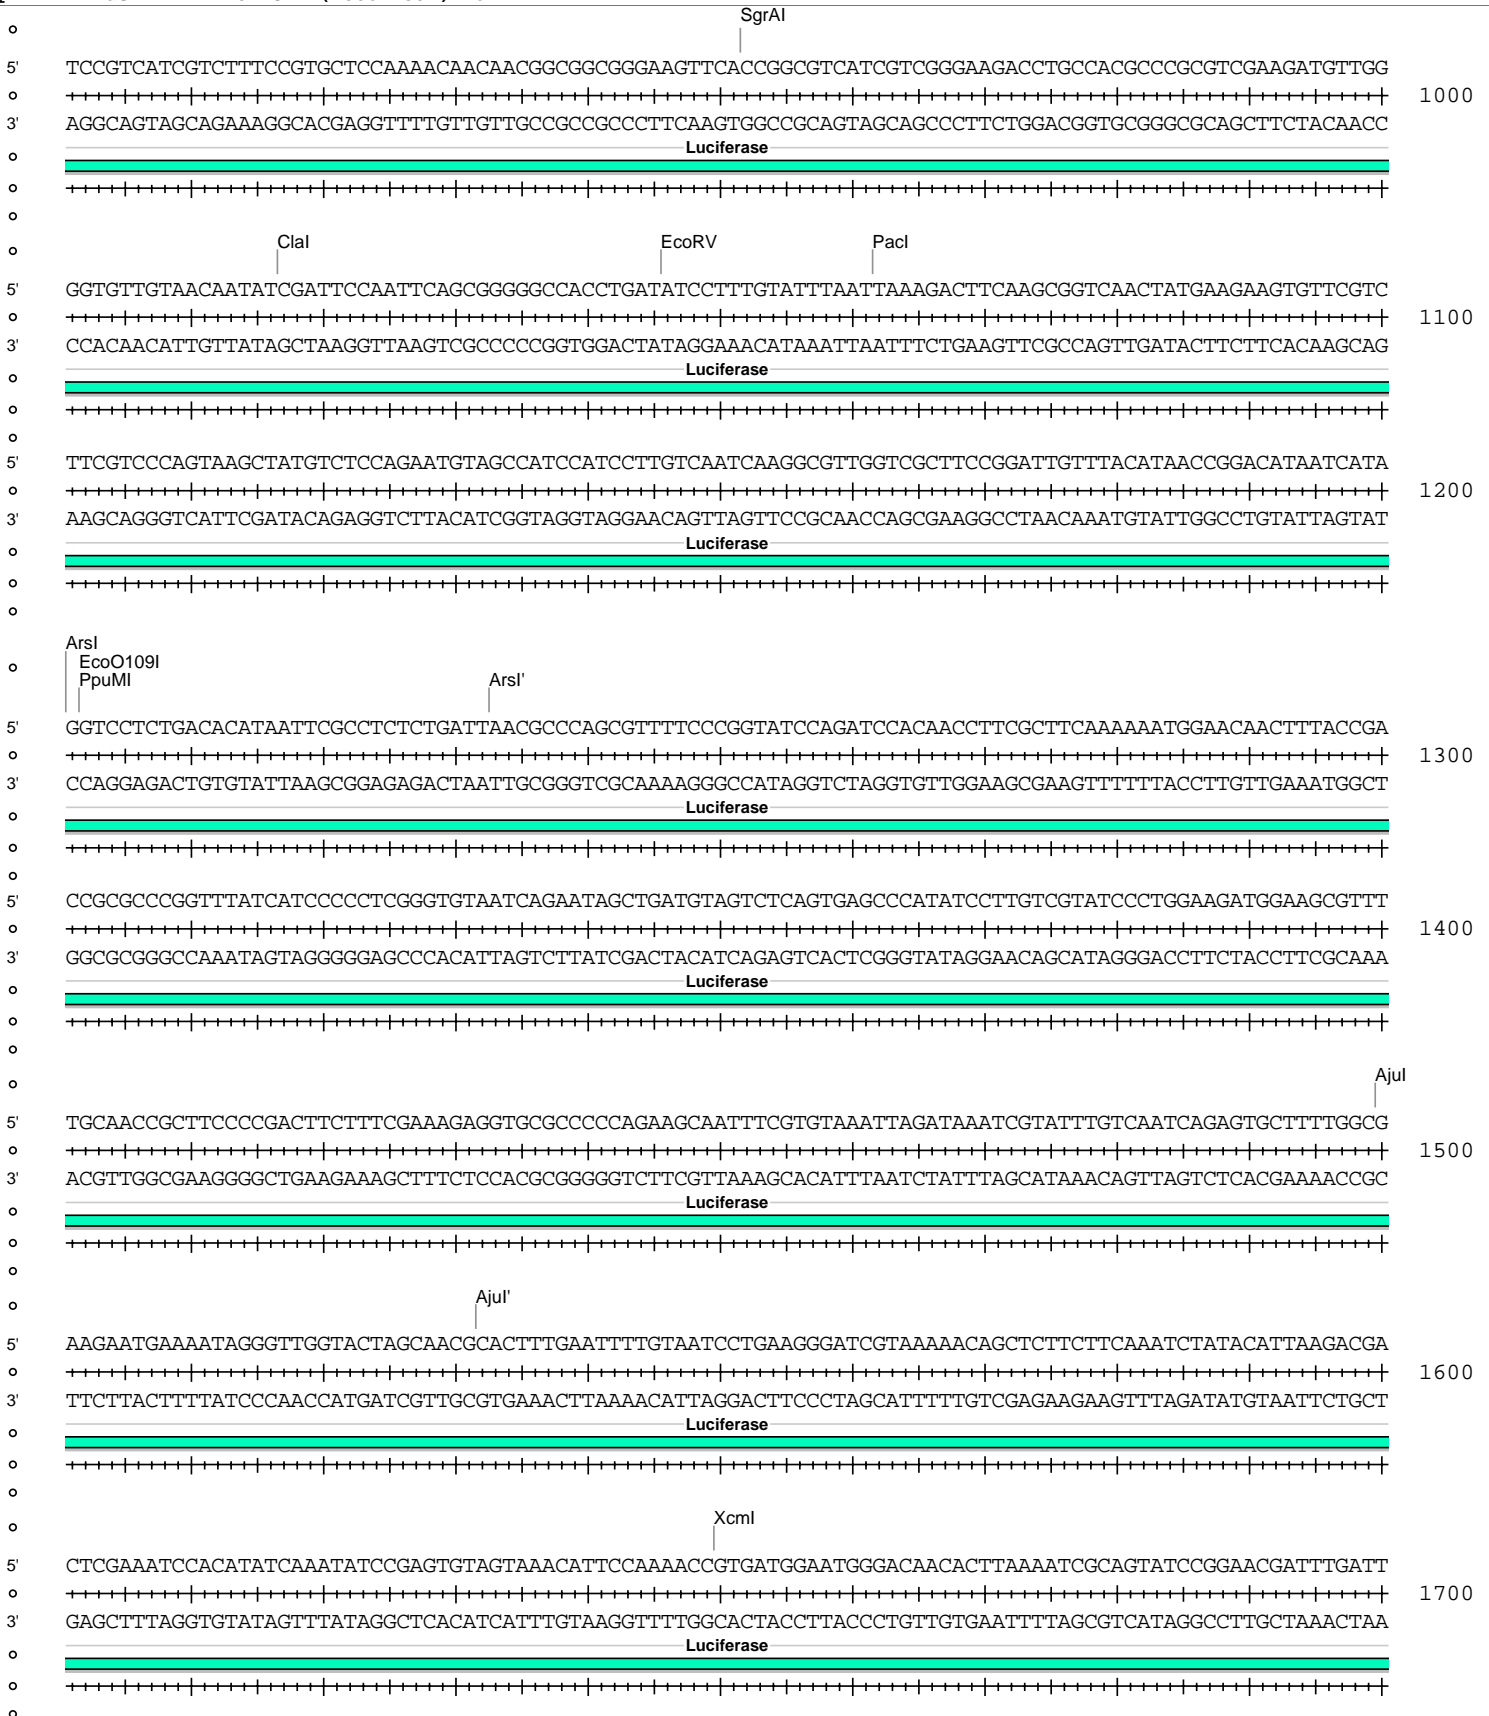 SgrAI
5' TCCGTCATCGTCTTTCCGTGCTCCAAAACAACAACGGCGGCGGGAAGTTCACCGGCGTCATCGTCGGGAAGACCTGCCACGCCCGCGTCGAAGATGTTGG
1000
3' AGGCAGTAGCAGAAAGGCACGAGGTTTTGTTGTTGCCGCCGCCCTTCAAGTGGCCGCAGTAGCAGCCCTTCTGGACGGTGCGGGCGCAGCTTCTACAACC
Luciferase
ClaI EcoRV PacI
5' GGTGTTGTAACAATATCGATTCCAATTCAGCGGGGGCCACCTGATATCCTTTGTATTTAATTAAAGACTTCAAGCGGTCAACTATGAAGAAGTGTTCGTC
1100
3' CCACAACATTGTTATAGCTAAGGTTAAGTCGCCCCCGGTGGACTATAGGAAACATAAATTAATTTCTGAAGTTCGCCAGTTGATACTTCTTCACAAGCAG
Luciferase
5' TTCGTCCCAGTAAGCTATGTCTCCAGAATGTAGCCATCCATCCTTGTCAATCAAGGCGTTGGTCGCTTCCGGATTGTTTACATAACCGGACATAATCATA
1200
3' AAGCAGGGTCATTCGATACAGAGGTCTTACATCGGTAGGTAGGAACAGTTAGTTCCGCAACCAGCGAAGGCCTAACAAATGTATTGGCCTGTATTAGTAT
Luciferase
ArsI
EcoO109I
PpuMI ArsI'
5' GGTCCTCTGACACATAATTCGCCTCTCTGATTAACGCCCAGCGTTTTCCCGGTATCCAGATCCACAACCTTCGCTTCAAAAAATGGAACAACTTTACCGA
1300
3' CCAGGAGACTGTGTATTAAGCGGAGAGACTAATTGCGGGTCGCAAAAGGGCCATAGGTCTAGGTGTTGGAAGCGAAGTTTTTTACCTTGTTGAAATGGCT
Luciferase
5' CCGCGCCCGGTTTATCATCCCCCTCGGGTGTAATCAGAATAGCTGATGTAGTCTCAGTGAGCCCATATCCTTGTCGTATCCCTGGAAGATGGAAGCGTTT
1400
3' GGCGCGGGCCAAATAGTAGGGGGAGCCCACATTAGTCTTATCGACTACATCAGAGTCACTCGGGTATAGGAACAGCATAGGGACCTTCTACCTTCGCAAA
Luciferase
AjuI
5' TGCAACCGCTTCCCCGACTTCTTTCGAAAGAGGTGCGCCCCCAGAAGCAATTTCGTGTAAATTAGATAAATCGTATTTGTCAATCAGAGTGCTTTTGGCG
1500
3' ACGTTGGCGAAGGGGCTGAAGAAAGCTTTCTCCACGCGGGGGTCTTCGTTAAAGCACATTTAATCTATTTAGCATAAACAGTTAGTCTCACGAAAACCGC
Luciferase
AjuI'
5' AAGAATGAAAATAGGGTTGGTACTAGCAACGCACTTTGAATTTTGTAATCCTGAAGGGATCGTAAAAACAGCTCTTCTTCAAATCTATACATTAAGACGA
1600
3' TTCTTACTTTTATCCCAACCATGATCGTTGCGTGAAACTTAAAACATTAGGACTTCCCTAGCATTTTTGTCGAGAAGAAGTTTAGATATGTAATTCTGCT
Luciferase
XcmI
5' CTCGAAATCCACATATCAAATATCCGAGTGTAGTAAACATTCCAAAACCGTGATGGAATGGGACAACACTTAAAATCGCAGTATCCGGAACGATTTGATT
1700
3' GAGCTTTAGGTGTATAGTTTATAGGCTCACATCATTTGTAAGGTTTTGGCACTACCTTACCCTGTTGTGAATTTTAGCGTCATAGGCCTTGCTAAACTAA
Luciferase